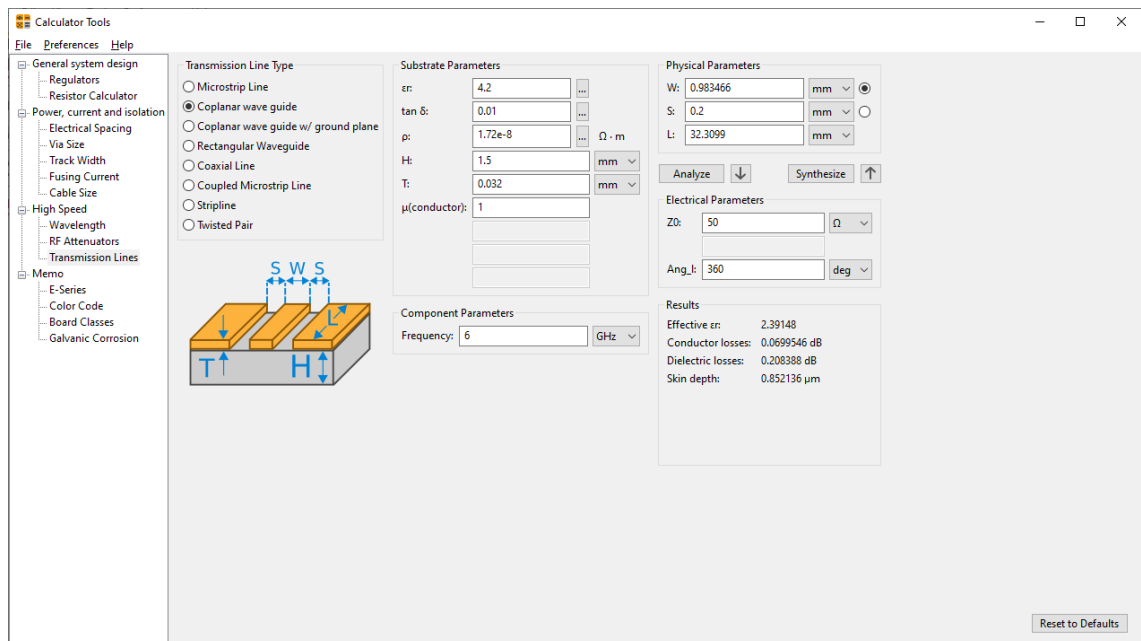 Calculator Tools
File Preferences Help
General system design
Regulators
Resistor Calculator
Power, current and isolation
Electrical Spacing
Via Size
Track Width
Fusing Current
Cable Size
High Speed
Wavelength
RF Attenuators
Transmission Lines
Memo
E-Series
Color Code
Board Classes
Galvanic Corrosion
Transmission Line Type
Microstrip Line
Coplanar wave guide
Coplanar wave guide w/ ground plane
Rectangular Waveguide
Coaxial Line
Coupled Microstrip Line
Stripline
Twisted Pair
S W S
L
T H
Substrate Parameters
εr: 4.2 ...
tan δ: 0.01 ...
ρ: 1.72e-8 ... Ω · m
H: 1.5 mm
T: 0.032 mm
μ(conductor): 1
Component Parameters
Frequency: 6 GHz
Physical Parameters
W: 0.983466 mm
S: 0.2 mm
L: 32.3099 mm
Analyze Synthesize
Electrical Parameters
Z0: 50 Ω
Ang_l: 360 deg
Results
Effective εr: 2.39148
Conductor losses: 0.0699546 dB
Dielectric losses: 0.208388 dB
Skin depth: 0.852136 μm
Reset to Defaults